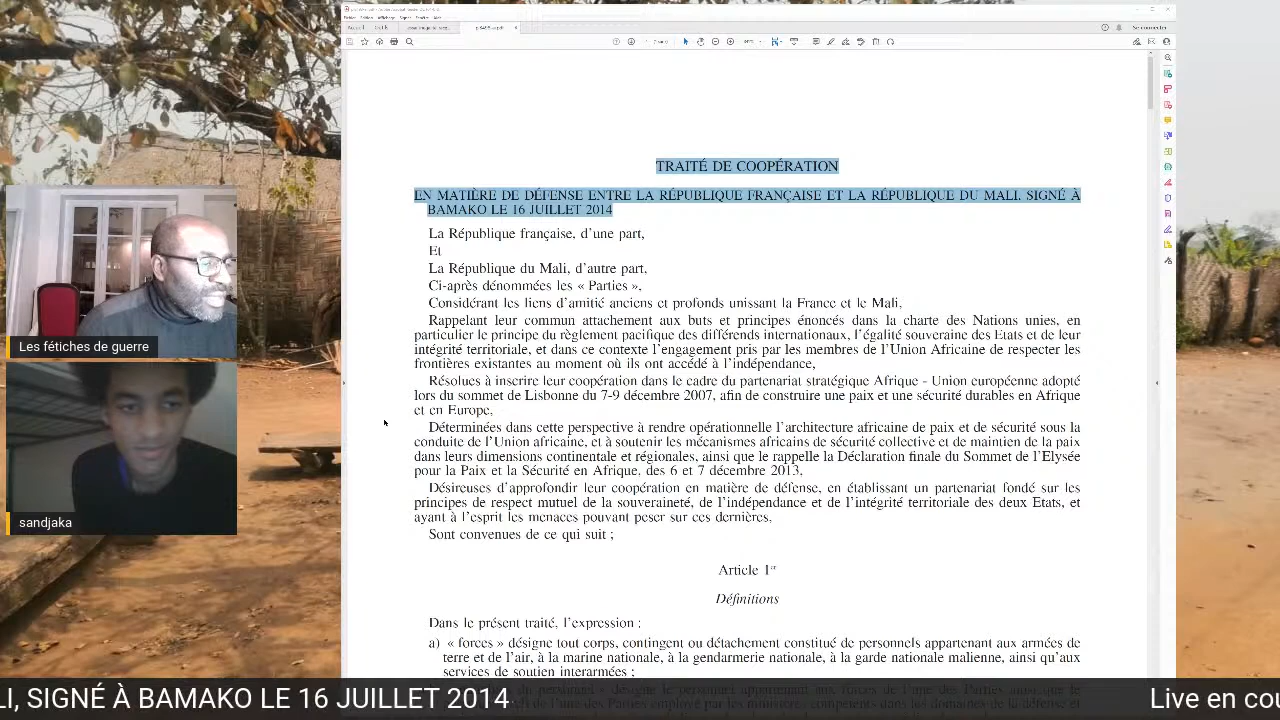 Se connecter
TRAITÉ DE COOPÉRATION
EN MATIÈRE DE DÉFENSE ENTRE LA RÉPUBLIQUE FRANÇAISE ET LA RÉPUBLIQUE DU MALI, SIGNÉ À
BAMAKO LE 16 JUILLET 2014
La République française, d’une part,
Et
La République du Mali, d’autre part,
Ci-après dénommées les « Parties »,
Considérant les liens d’amitié anciens et profonds unissant la France et le Mali,
Rappelant leur commun attachement aux buts et principes énoncés dans la charte des Nations unies, en
particulier le principe du règlement pacifique des différends internationaux, l’égalité souveraine des Etats et de leur
intégrité territoriale, et dans ce contexte l’engagement pris par les membres de l’Union Africaine de respecter les
frontières existantes au moment où ils ont accédé à l’indépendance,
Résolues à inscrire leur coopération dans le cadre du partenariat stratégique Afrique - Union européenne adopté
lors du sommet de Lisbonne du 7-9 décembre 2007, afin de construire une paix et une sécurité durables en Afrique
et en Europe,
Déterminées dans cette perspective à rendre opérationnelle l’architecture africaine de paix et de sécurité sous la
conduite de l’Union africaine, et à soutenir les mécanismes africains de sécurité collective et de maintien de la paix
dans leurs dimensions continentale et régionales, ainsi que le rappelle la Déclaration finale du Sommet de l’Elysée
pour la Paix et la Sécurité en Afrique, des 6 et 7 décembre 2013,
Désireuses d’approfondir leur coopération en matière de défense, en établissant un partenariat fondé sur les
principes de respect mutuel de la souveraineté, de l’indépendance et de l’intégrité territoriale des deux Etats, et
ayant à l’esprit les menaces pouvant peser sur ces dernières,
Sont convenues de ce qui suit :
Article 1er
Définitions
Dans le présent traité, l’expression :
a) « forces » désigne tout corps, contingent ou détachement constitué de personnels appartenant aux armées de
terre et de l’air, à la marine nationale, à la gendarmerie nationale, à la garde nationale malienne, ainsi qu’aux
services de soutien interarmées ;
Les fétiches de guerre
sandjaka
LI, SIGNÉ À BAMAKO LE 16 JUILLET 2014
Live en cou